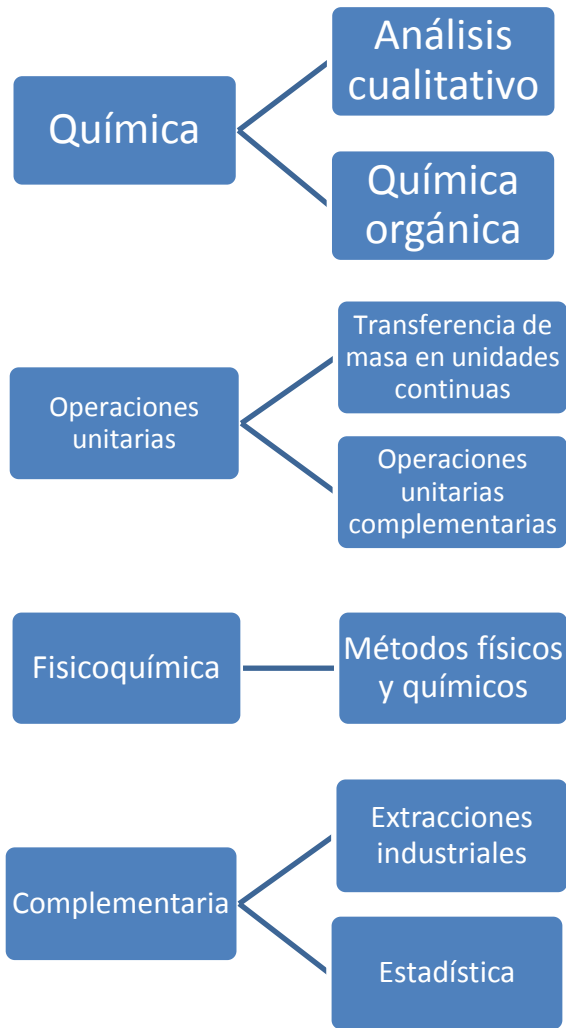 Química
Análisis
cualitativo
Química
orgánica
Operaciones
unitarias
Transferencia de
masa en unidades
continuas
Operaciones
unitarias
complementarias
Fisicoquímica
Métodos físicos
y químicos
Complementaria
Extracciones
industriales
Estadística